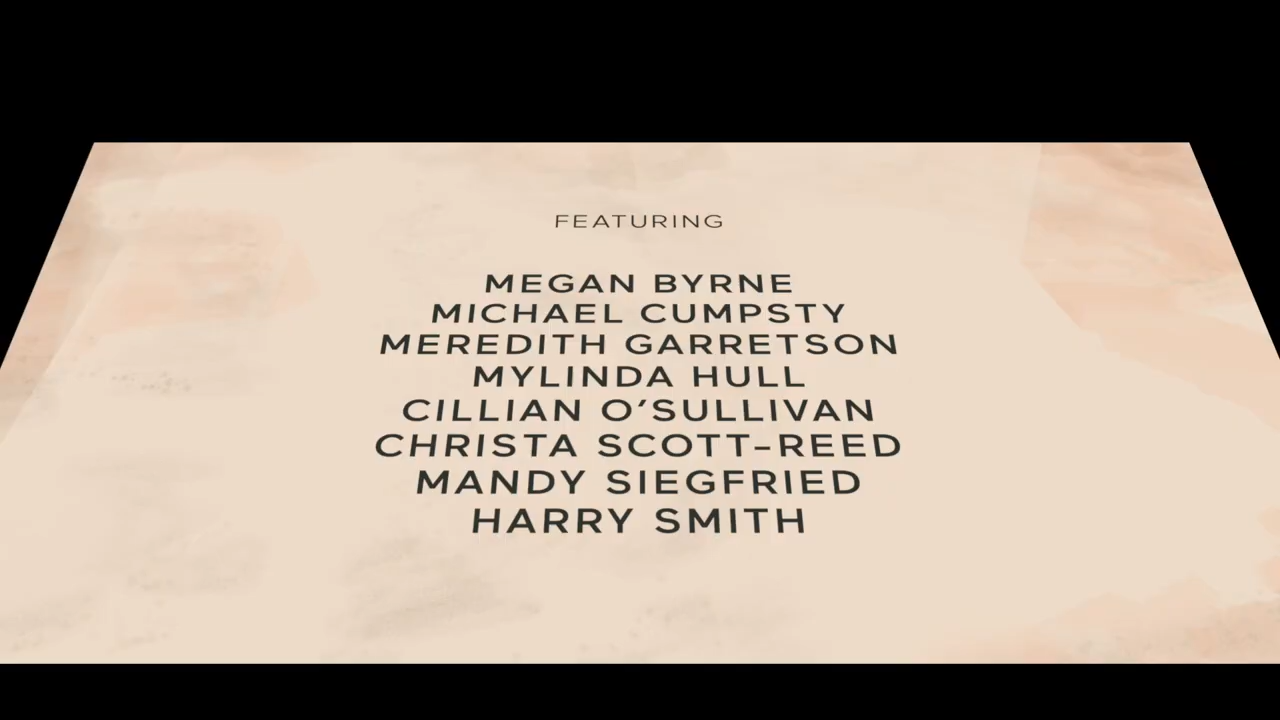 FEATURING
MEGAN BYRNE
MICHAEL CUMPSTY
MEREDITH GARRETSON
MYLINDA HULL
CILLIAN O’SULLIVAN
CHRISTA SCOTT-REED
MANDY SIEGFRIED
HARRY SMITH